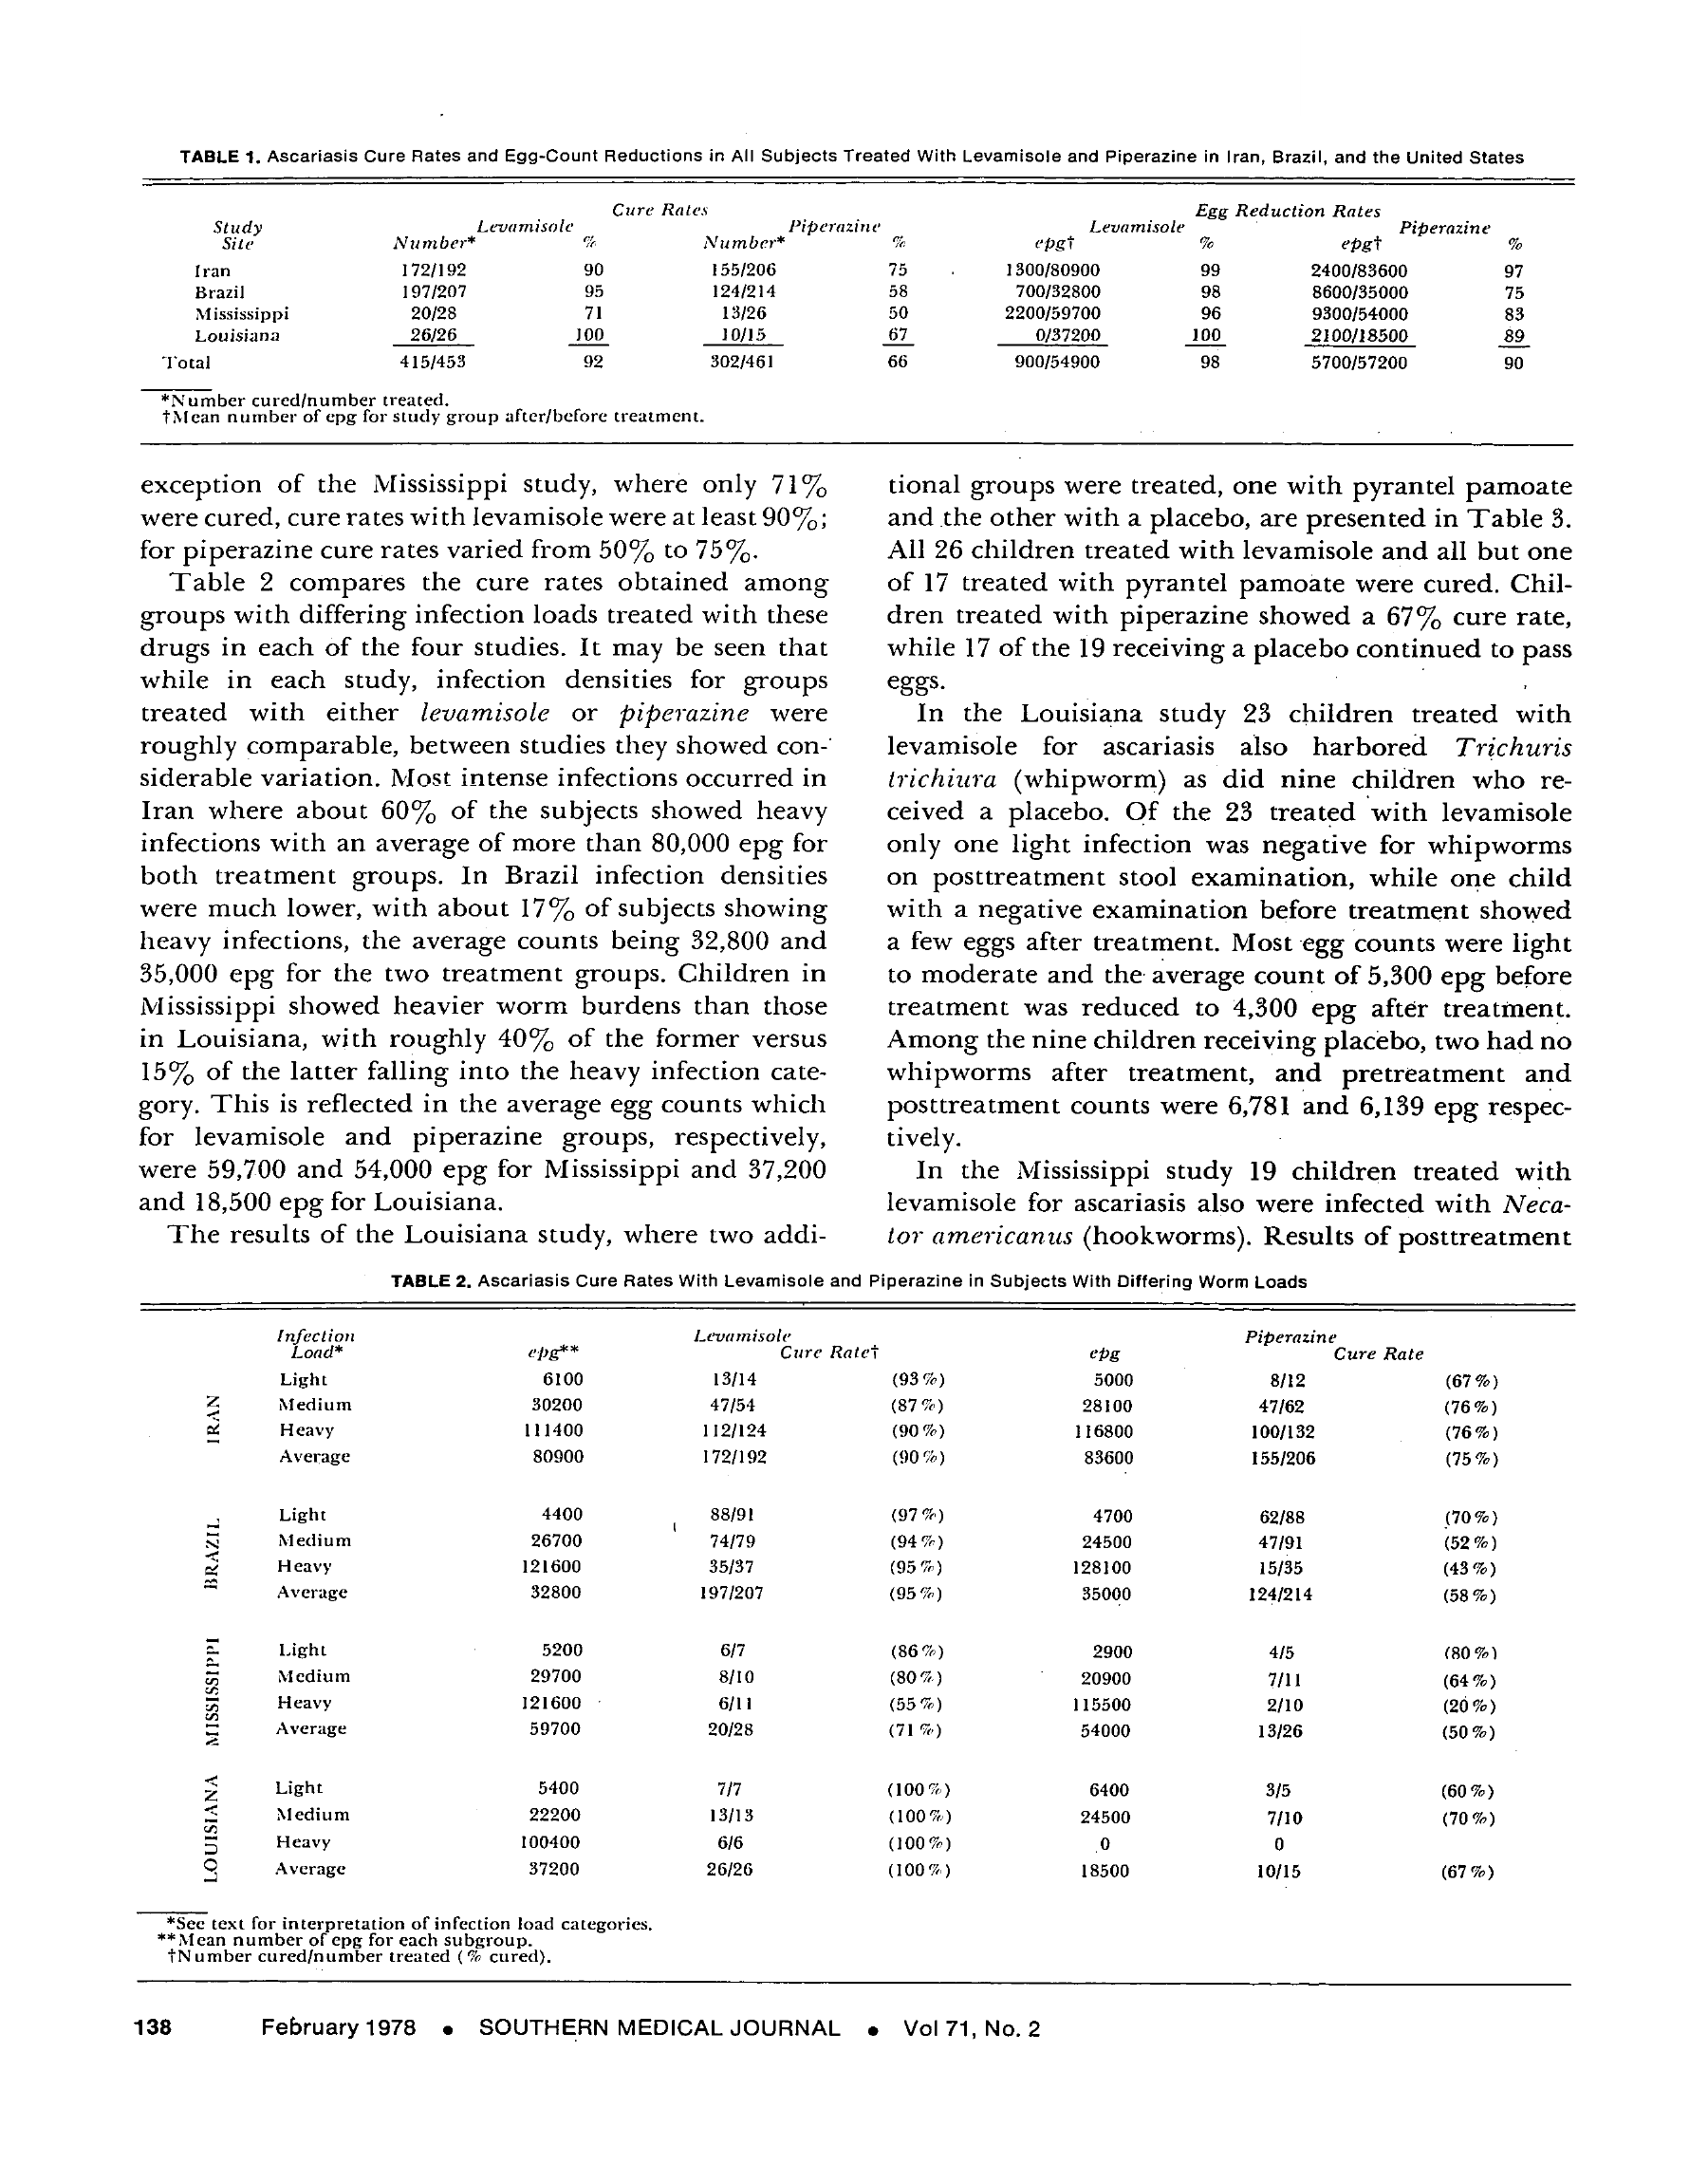 TABLE 1. Ascariasis Cure Rates and Egg-Count Reductions in All Subjects Treated With Levamisole and Piperazine in Iran, Brazil, and the United States
Cure Rates Egg Reduction Rates
Study Levamisole Piperazine Levamisole Piperazine
Site Number* % Number* % epg† % epg† %
Iran 172/192 90 155/206 75 1300/80900 99 2400/83600 97
Brazil 197/207 95 124/214 58 700/32800 98 8600/35000 75
Mississippi 20/28 71 13/26 50 2200/59700 96 9300/54000 83
Louisiana 26/26 100 10/15 67 0/37200 100 2100/18500 89
Total 415/453 92 302/461 66 900/54900 98 5700/57200 90
*Number cured/number treated.
†Mean number of epg for study group after/before treatment.
exception of the Mississippi study, where only 71%
were cured, cure rates with levamisole were at least 90%;
for piperazine cure rates varied from 50% to 75%.
Table 2 compares the cure rates obtained among
groups with differing infection loads treated with these
drugs in each of the four studies. It may be seen that
while in each study, infection densities for groups
treated with either levamisole or piperazine were
roughly comparable, between studies they showed con-
siderable variation. Most intense infections occurred in
Iran where about 60% of the subjects showed heavy
infections with an average of more than 80,000 epg for
both treatment groups. In Brazil infection densities
were much lower, with about 17% of subjects showing
heavy infections, the average counts being 32,800 and
35,000 epg for the two treatment groups. Children in
Mississippi showed heavier worm burdens than those
in Louisiana, with roughly 40% of the former versus
15% of the latter falling into the heavy infection cate-
gory. This is reflected in the average egg counts which
for levamisole and piperazine groups, respectively,
were 59,700 and 54,000 epg for Mississippi and 37,200
and 18,500 epg for Louisiana.
The results of the Louisiana study, where two addi-
tional groups were treated, one with pyrantel pamoate
and the other with a placebo, are presented in Table 3.
All 26 children treated with levamisole and all but one
of 17 treated with pyrantel pamoate were cured. Chil-
dren treated with piperazine showed a 67% cure rate,
while 17 of the 19 receiving a placebo continued to pass
eggs.
In the Louisiana study 23 children treated with
levamisole for ascariasis also harbored Trichuris
trichiura (whipworm) as did nine children who re-
ceived a placebo. Of the 23 treated with levamisole
only one light infection was negative for whipworms
on posttreatment stool examination, while one child
with a negative examination before treatment showed
a few eggs after treatment. Most egg counts were light
to moderate and the average count of 5,300 epg before
treatment was reduced to 4,300 epg after treatment.
Among the nine children receiving placebo, two had no
whipworms after treatment, and pretreatment and
posttreatment counts were 6,781 and 6,139 epg respec-
tively.
In the Mississippi study 19 children treated with
levamisole for ascariasis also were infected with Neca-
tor americanus (hookworms). Results of posttreatment
TABLE 2. Ascariasis Cure Rates With Levamisole and Piperazine in Subjects With Differing Worm Loads
Infection Levamisole Piperazine
Load* epg** Cure Rate† epg Cure Rate
IRAN
Light 6100 13/14 (93%) 5000 8/12 (67%)
Medium 30200 47/54 (87%) 28100 47/62 (76%)
Heavy 111400 112/124 (90%) 116800 100/132 (76%)
Average 80900 172/192 (90%) 83600 155/206 (75%)
BRAZIL
Light 4400 88/91 (97%) 4700 62/88 (70%)
Medium 26700 74/79 (94%) 24500 47/91 (52%)
Heavy 121600 35/37 (95%) 128100 15/35 (43%)
Average 32800 197/207 (95%) 35000 124/214 (58%)
MISSISSIPPI
Light 5200 6/7 (86%) 2900 4/5 (80%)
Medium 29700 8/10 (80%) 20900 7/11 (64%)
Heavy 121600 6/11 (55%) 115500 2/10 (20%)
Average 59700 20/28 (71%) 54000 13/26 (50%)
LOUISIANA
Light 5400 7/7 (100%) 6400 3/5 (60%)
Medium 22200 13/13 (100%) 24500 7/10 (70%)
Heavy 100400 6/6 (100%) 0 0
Average 37200 26/26 (100%) 18500 10/15 (67%)
*See text for interpretation of infection load categories.
**Mean number of epg for each subgroup.
†Number cured/number treated (% cured).
138 February 1978 • SOUTHERN MEDICAL JOURNAL • Vol 71, No. 2